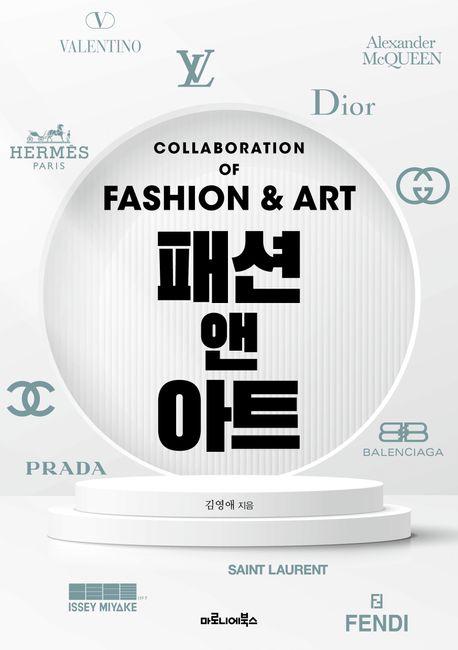 VALENTINO
Alexander
McQUEEN
Dior
HERMÈS
PARIS
COLLABORATION
OF
FASHION & ART
패션
앤
아트
BALENCIAGA
PRADA
김영애 지음
SAINT LAURENT
ISSEY MIYAKE
FENDI
마로니에북스